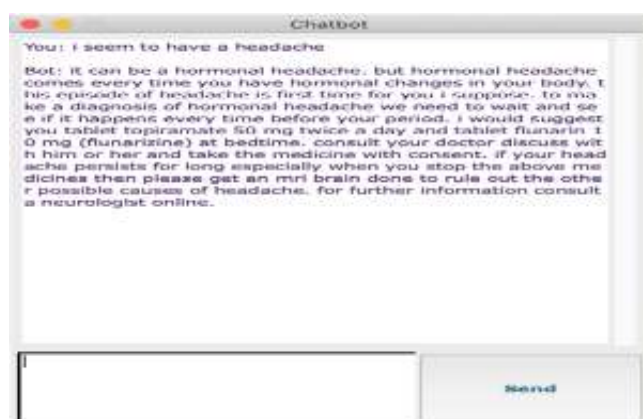 Chatbot
You: i seem to have a headache
Bot: it can be a hormonal headache. but hormonal headache
comes every time you have hormonal changes in your body. t
his episode of headache is first time for you i suppose. to ma
ke a diagnosis of hormonal headache we need to wait and se
e if it happens every time before your period. i would suggest
you tablet topiramate 50 mg twice a day and tablet flunarin 1
0 mg (flunarizine) at bedtime. consult your doctor discuss wit
h him or her and take the medicine with consent. if your head
ache persists for long especially when you stop the above me
dicines then please get an mri brain done to rule out the othe
r possible causes of headache. for further information consult
a neurologist online.
Send